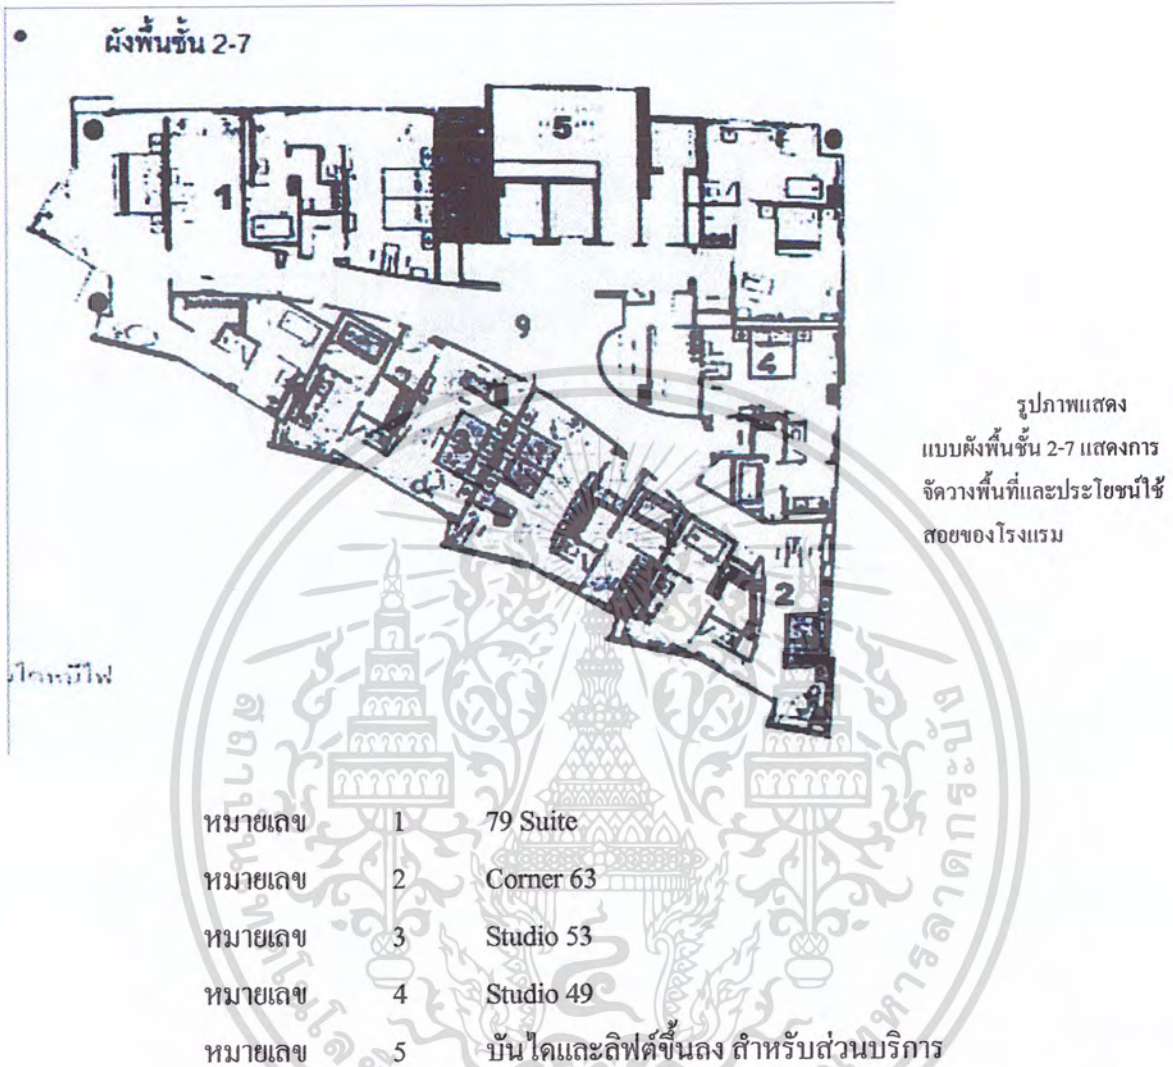 ผังพื้นชั้น 2-7
5
1
9
4
3
2
รูปภาพแสดง
แบบผังพื้นชั้น 2-7 แสดงการ
จัดวางพื้นที่และประโยชน์ใช้
สอยของโรงแรม
หมายเลข 1 79 Suite
หมายเลข 2 Corner 63
หมายเลข 3 Studio 53
หมายเลข 4 Studio 49
หมายเลข 5 บันไดและลิฟต์ขึ้นลง สำหรับส่วนบริการ